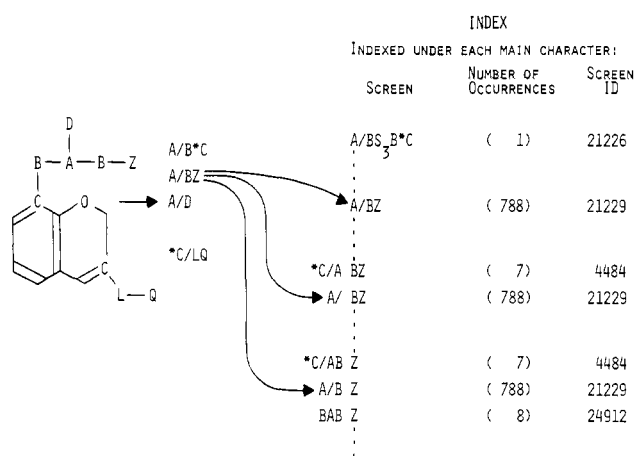 INDEX
INDEXED UNDER EACH MAIN CHARACTER:
SCREEN NUMBER OF OCCURRENCES SCREEN ID
D
B-A-B-Z
O
L-Q
A/B*C
A/BZ
A/D
*C/LQ
A/BS3B*C ( 1) 21226
A/BZ ( 788) 21229
*C/A BZ ( 7) 4484
A/ BZ ( 788) 21229
*C/AB Z ( 7) 4484
A/B Z ( 788) 21229
BAB Z ( 8) 24912